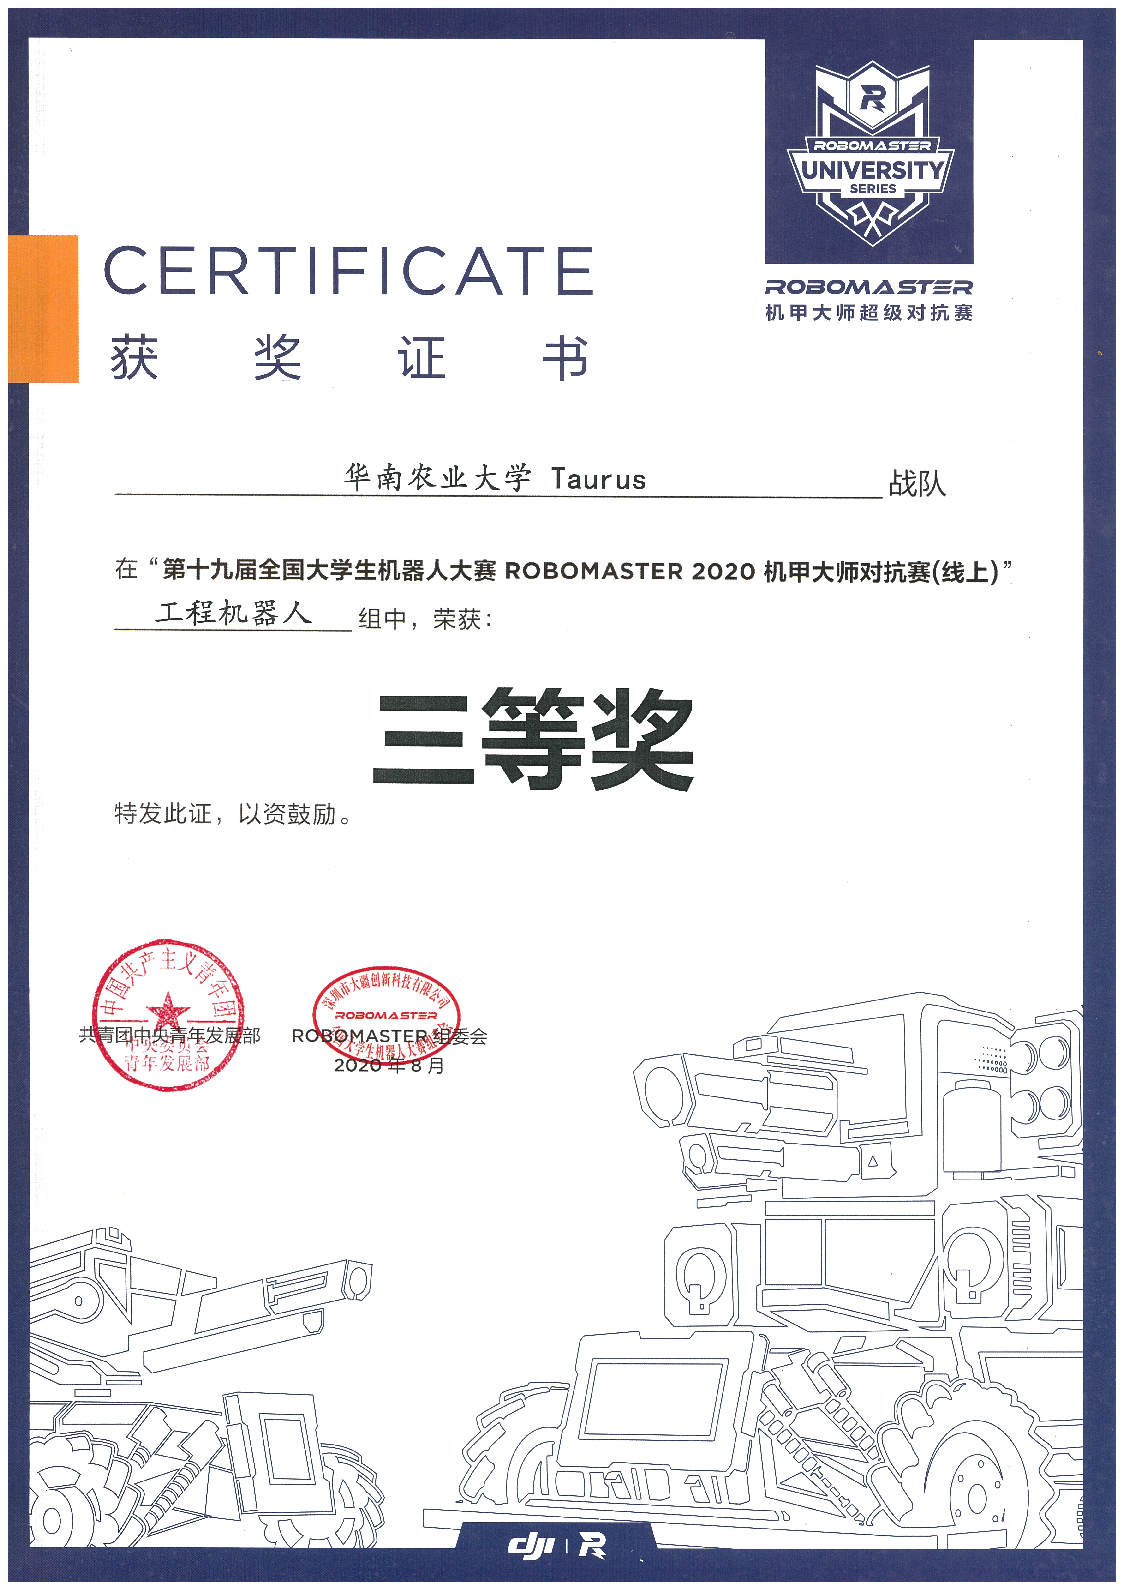 R
ROBOMASTER
UNIVERSITY
SERIES
ROBOMASTER
机甲大师超级对抗赛
CERTIFICATE
获奖证书
华南农业大学 Taurus 战队
在“第十九届全国大学生机器人大赛 ROBOMASTER 2020 机甲大师对抗赛(线上)”
工程机器人 组中，荣获：
三等奖
特发此证，以资鼓励。
中国共产主义青年团
中央委员会
青年发展部
共青团中央青年发展部
深圳市大疆创新科技有限公司
ROBOMASTER
全国大学生机器人大赛组委会
ROBOMASTER 组委会
2020 年 8 月
dji R